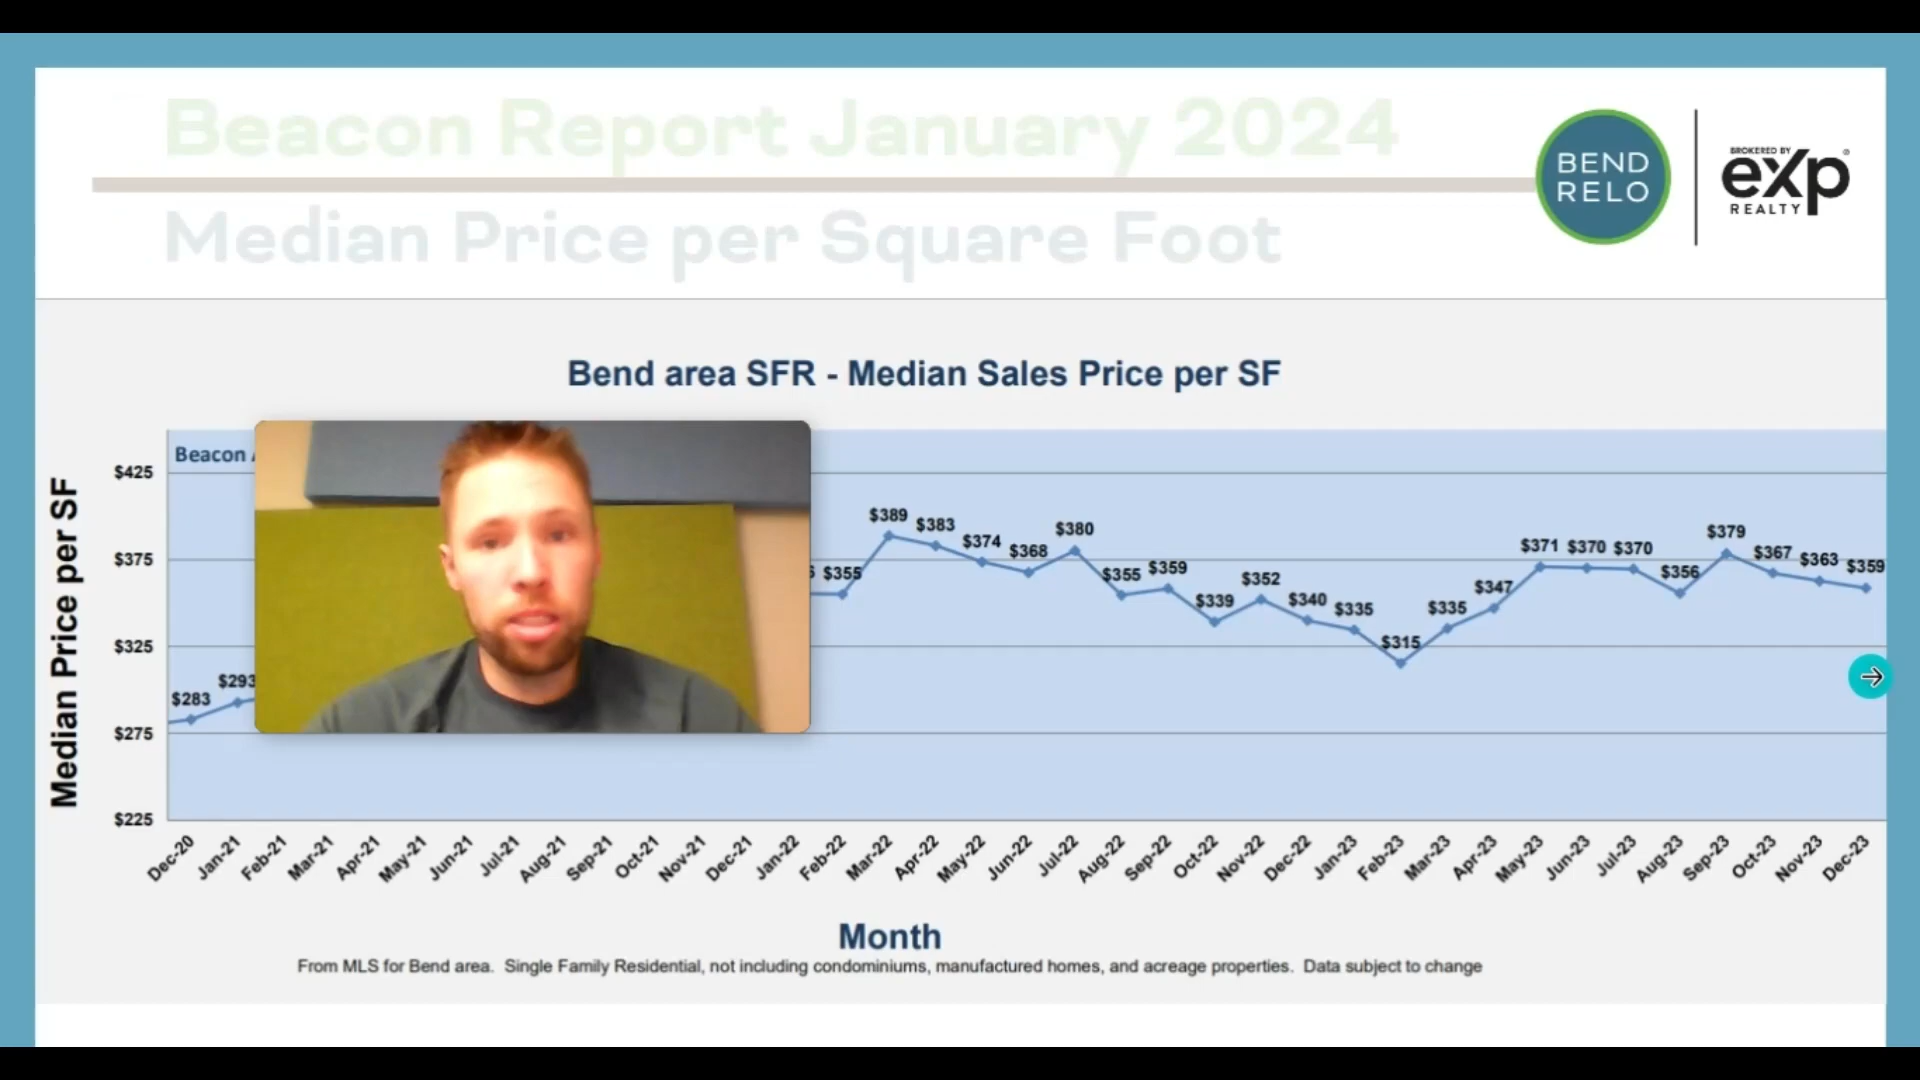 Beacon Report January 2024
Median Price per Square Foot
BEND
RELO
BROKERED BY
eXp
REALTY
Bend area SFR - Median Sales Price per SF
Beacon
Median Price per SF
$425
$375
$325
$275
$225
$283
$293
$355
$389
$383
$374
$368
$380
$355
$359
$339
$352
$340
$335
$315
$335
$347
$371
$370
$370
$356
$379
$367
$363
$359
Dec-20
Jan-21
Feb-21
Mar-21
Apr-21
May-21
Jun-21
Jul-21
Aug-21
Sep-21
Oct-21
Nov-21
Dec-21
Jan-22
Feb-22
Mar-22
Apr-22
May-22
Jun-22
Jul-22
Aug-22
Sep-22
Oct-22
Nov-22
Dec-22
Jan-23
Feb-23
Mar-23
Apr-23
May-23
Jun-23
Jul-23
Aug-23
Sep-23
Oct-23
Nov-23
Dec-23
Month
From MLS for Bend area. Single Family Residential, not including condominiums, manufactured homes, and acreage properties. Data subject to change